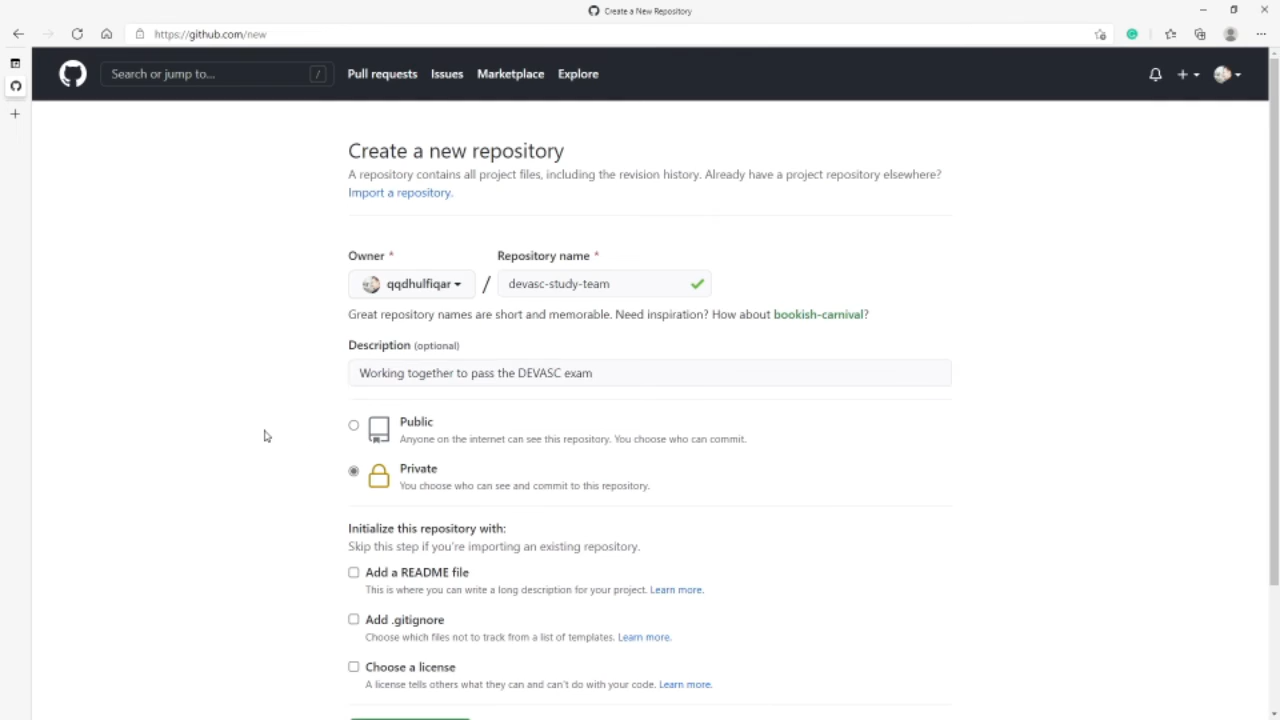 Create a New Repository
https://github.com/new
Search or jump to... /
Pull requests Issues Marketplace Explore
Create a new repository
A repository contains all project files, including the revision history. Already have a project repository elsewhere?
Import a repository.
Owner * Repository name *
qqdhulfiqar / devasc-study-team
Great repository names are short and memorable. Need inspiration? How about bookish-carnival?
Description (optional)
Working together to pass the DEVASC exam
Public
Anyone on the internet can see this repository. You choose who can commit.
Private
You choose who can see and commit to this repository.
Initialize this repository with:
Skip this step if you're importing an existing repository.
Add a README file
This is where you can write a long description for your project. Learn more.
Add .gitignore
Choose which files not to track from a list of templates. Learn more.
Choose a license
A license tells others what they can and can't do with your code. Learn more.